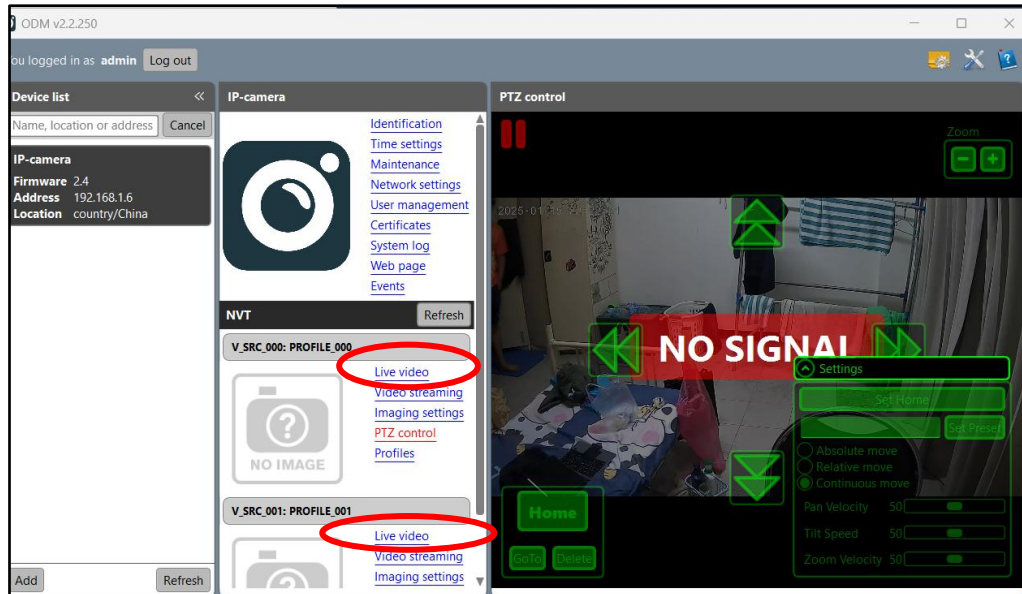 ODM v2.2.250
ou logged in as admin Log out
Device list
Name, location or address Cancel
IP-camera
Firmware 2.4
Address 192.168.1.6
Location country/China
Add Refresh
IP-camera
Identification
Time settings
Maintenance
Network settings
User management
Certificates
System log
Web page
Events
NVT Refresh
V_SRC_000: PROFILE_000
Live video
Video streaming
Imaging settings
PTZ control
Profiles
NO IMAGE
V_SRC_001: PROFILE_001
Live video
Video streaming
Imaging settings
PTZ control
Zoom
NO SIGNAL
Settings
Set Home
Set Preset
Absolute move
Relative move
Continuous move
Pan Velocity 50
Tilt Speed 50
Zoom Velocity 50
Home
GoTo Delete